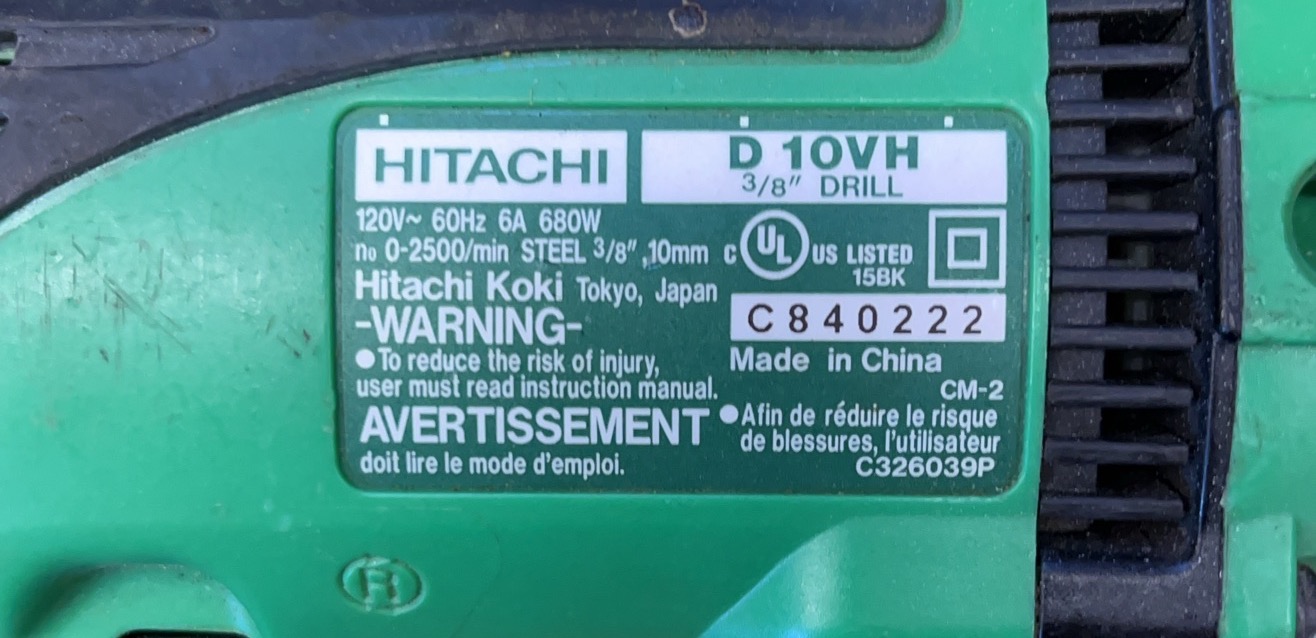 HITACHI
D 10VH
3/8" DRILL
120V~ 60Hz 6A 680W
no 0-2500/min STEEL 3/8", 10mm
C UL US LISTED
15BK
Hitachi Koki Tokyo, Japan
C840222
-WARNING-
Made in China
●To reduce the risk of injury,
user must read instruction manual.
CM-2
AVERTISSEMENT ●Afin de réduire le risque
de blessures, l'utilisateur
doit lire le mode d'emploi.
C326039P
R